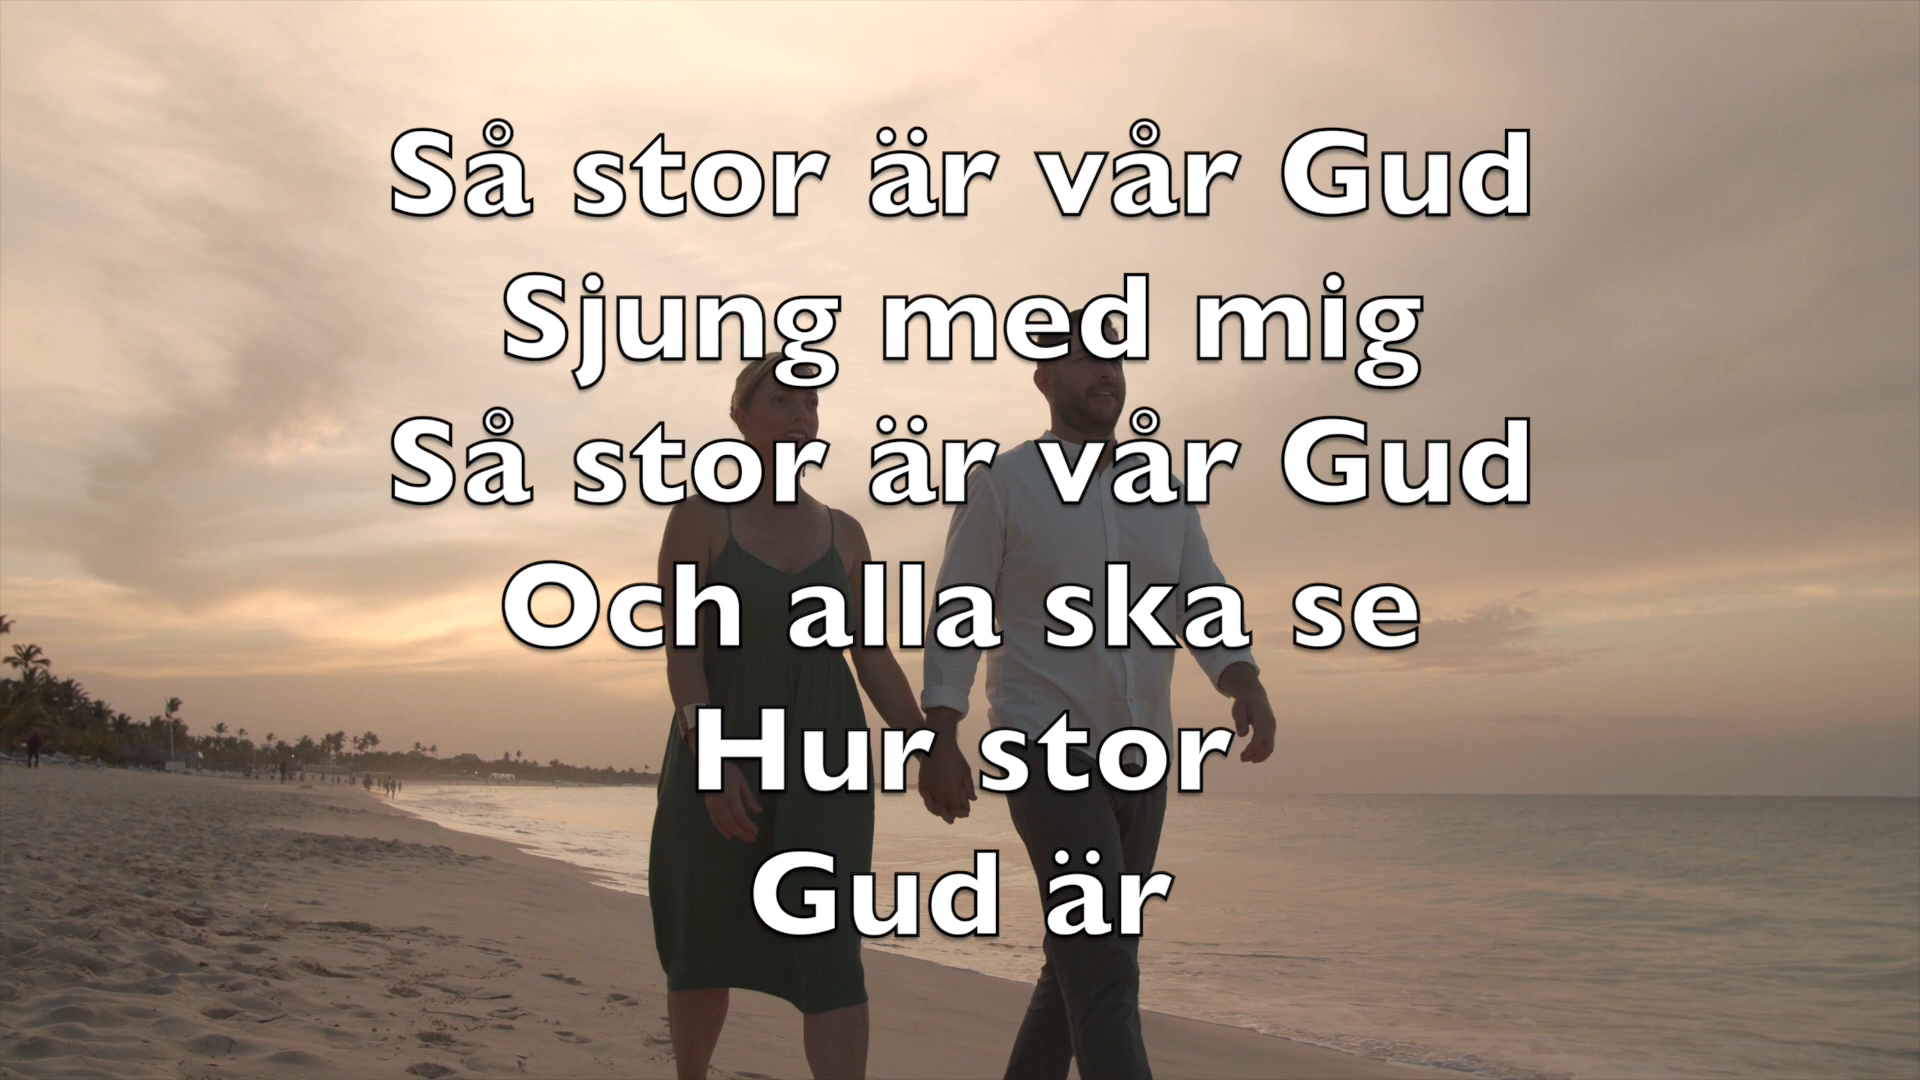 Så stor är vår Gud
Sjung med mig
Så stor är vår Gud
Och alla ska se
Hur stor
Gud är